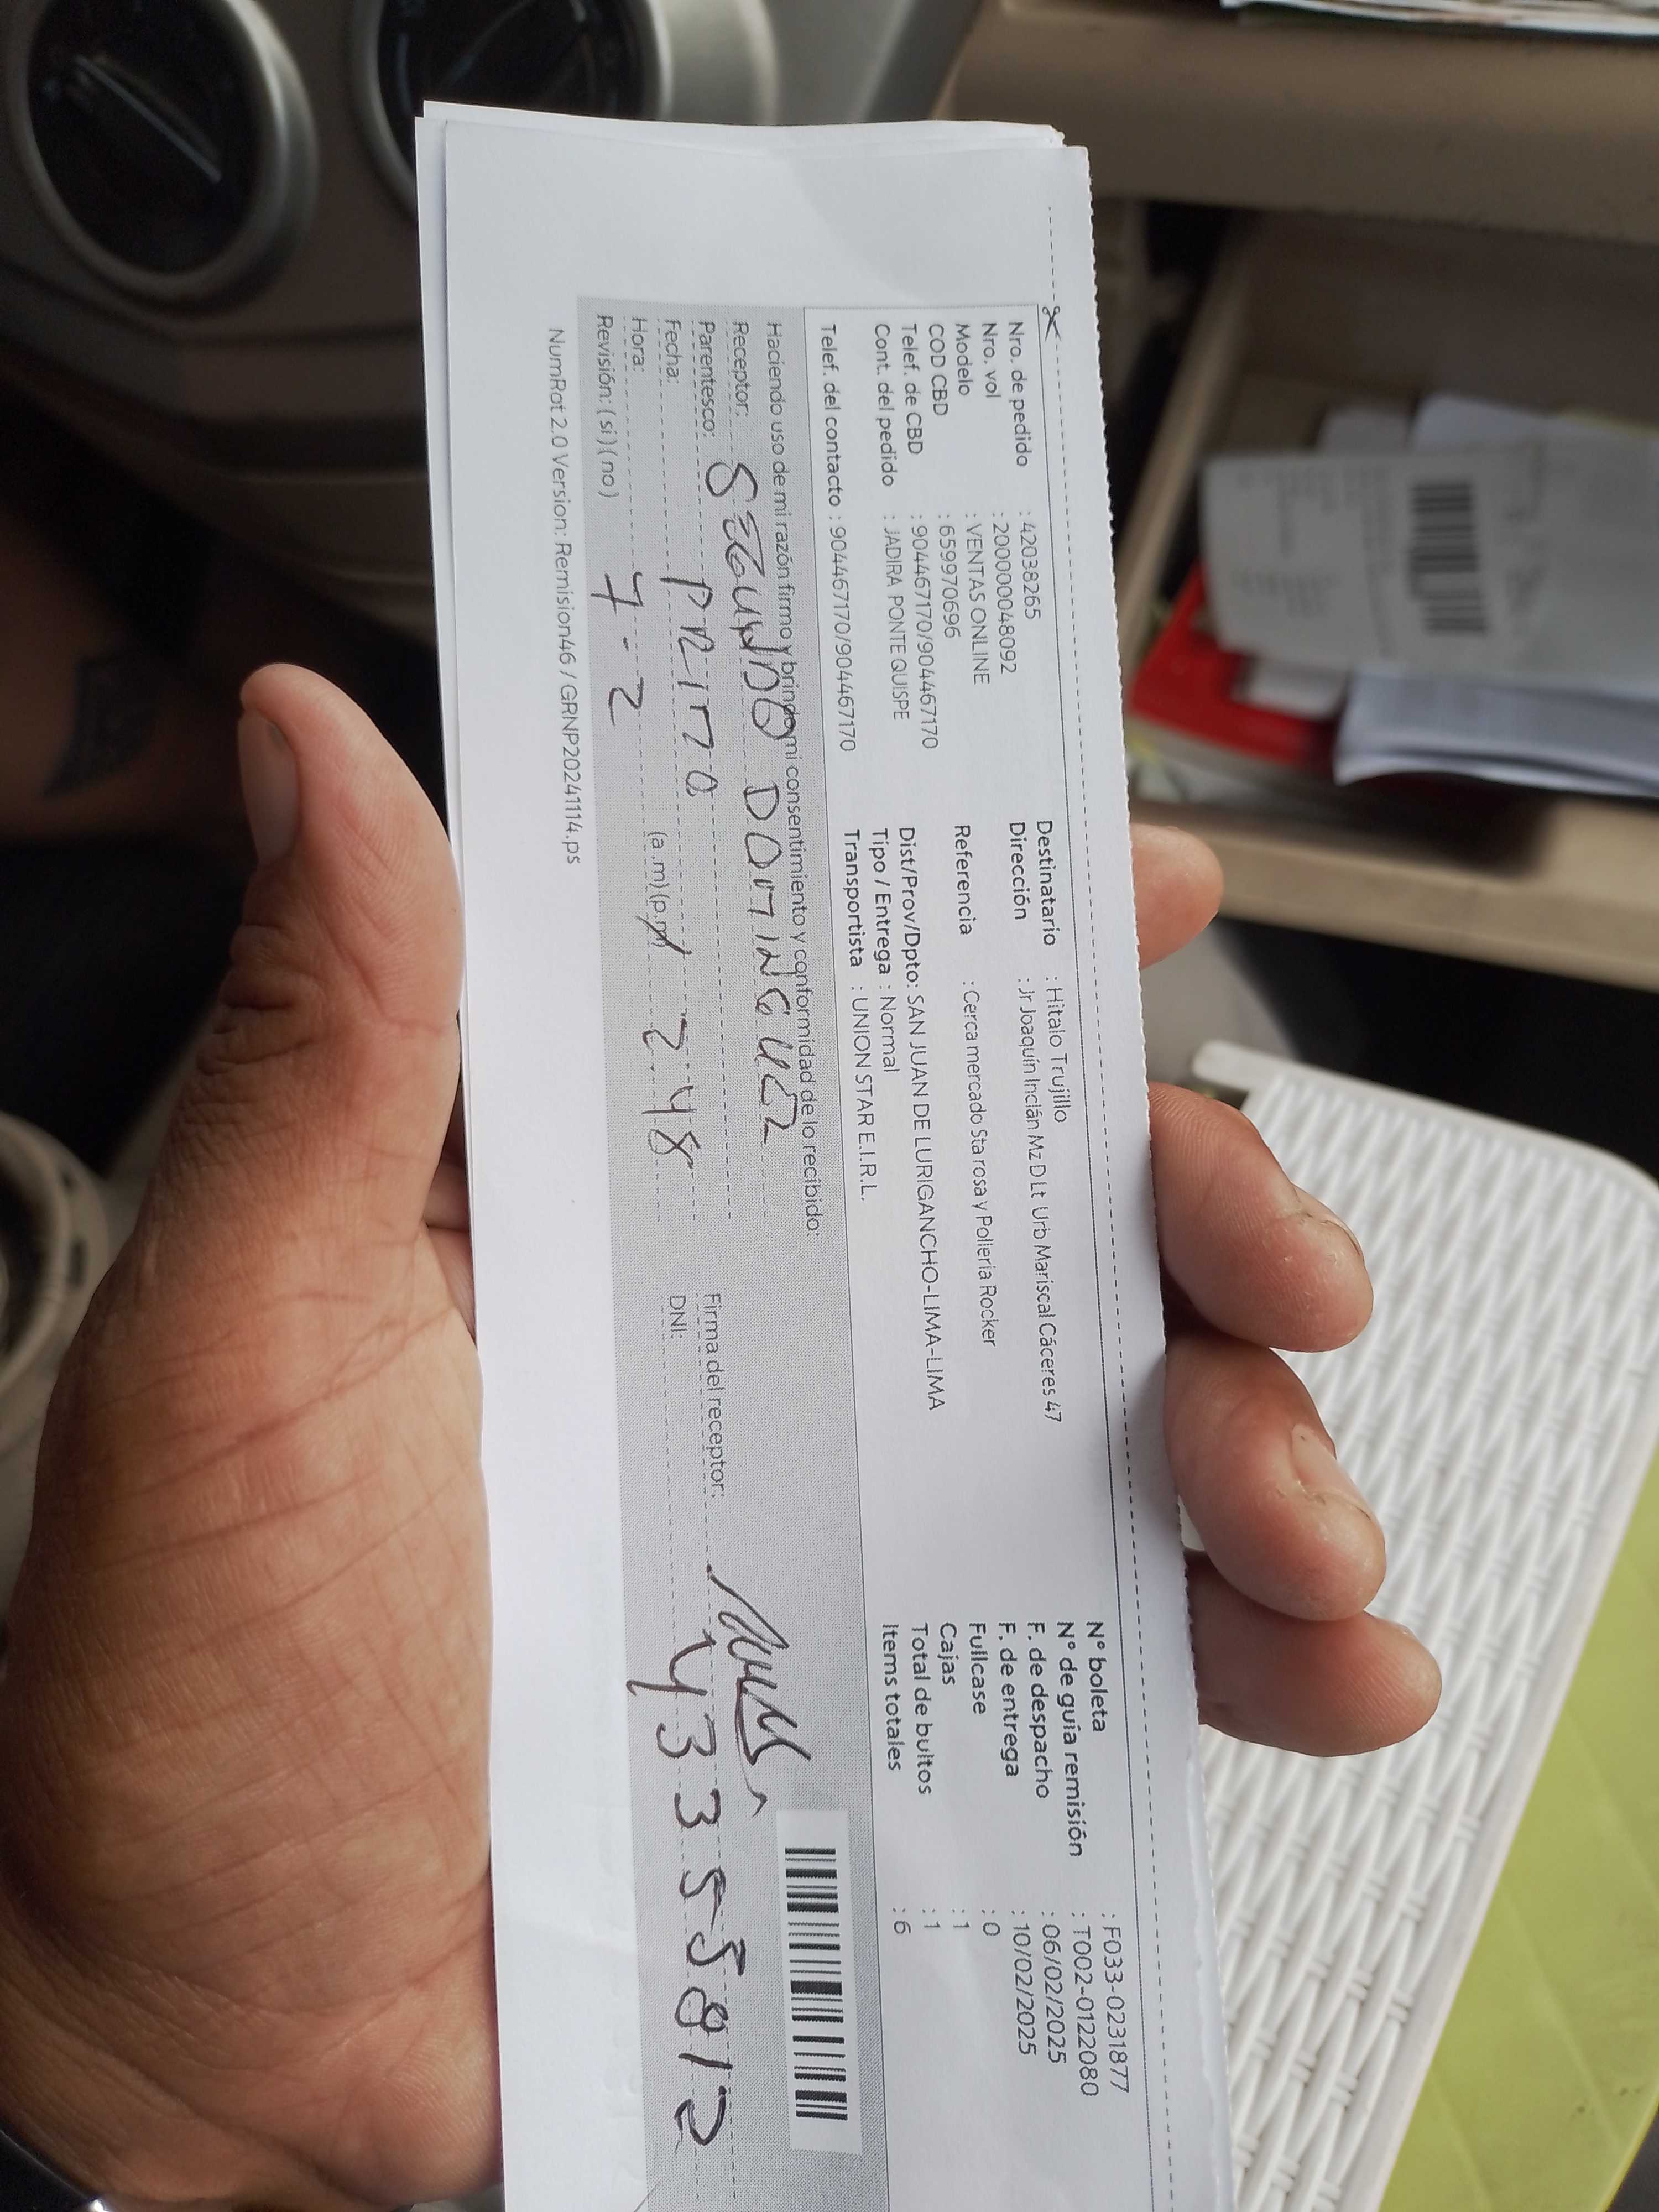 Nro. de pedido : 42038265
Nro. vol : 2000000048092
Modelo : VENTAS ONLINE
COD CBD : 659970696
Telef. de CBD : 904467170/904467170
Cont. del pedido : JADIRA PONTE QUISPE
Telef. del contacto : 904467170/904467170
Destinatario : Hitalo Trujillo
Dirección : Jr Joaquín Inclán Mz D Lt Urb Mariscal Cáceres 47
Referencia : Cerca mercado Sta rosa y Polleria Rocker
Dist/Prov/Dpto: SAN JUAN DE LURIGANCHO-LIMA-LIMA
Tipo / Entrega : Normal
Transportista : UNION STAR E.I.R.L.
N° boleta : F033-0231877
N° de guía remisión : T002-0122080
F. de despacho : 06/02/2025
F. de entrega : 10/02/2025
Fullcase : 0
Cajas : 1
Total de bultos : 1
Items totales : 6
Haciendo uso de mi razón firmo y brindo mi consentimiento y conformidad de lo recibido:
Receptor: SEGUNDO DOMINGUEZ
Parentesco: PRIMO
Fecha: 7-2
Hora: (a.m) (p.m) 2 48
Revisión: ( si ) ( no )
Firma del receptor:
DNI: 43355812
NumRot 2.0 Version: Remision46 / GRNP20241114.ps